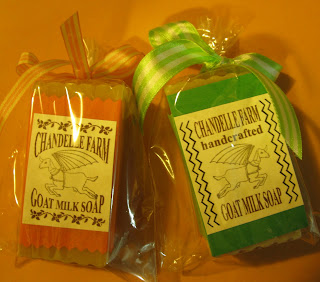 CHANDELLE FARM
GOAT MILK SOAP
CHANDELLE FARM
handcrafted
GOAT MILK SOAP